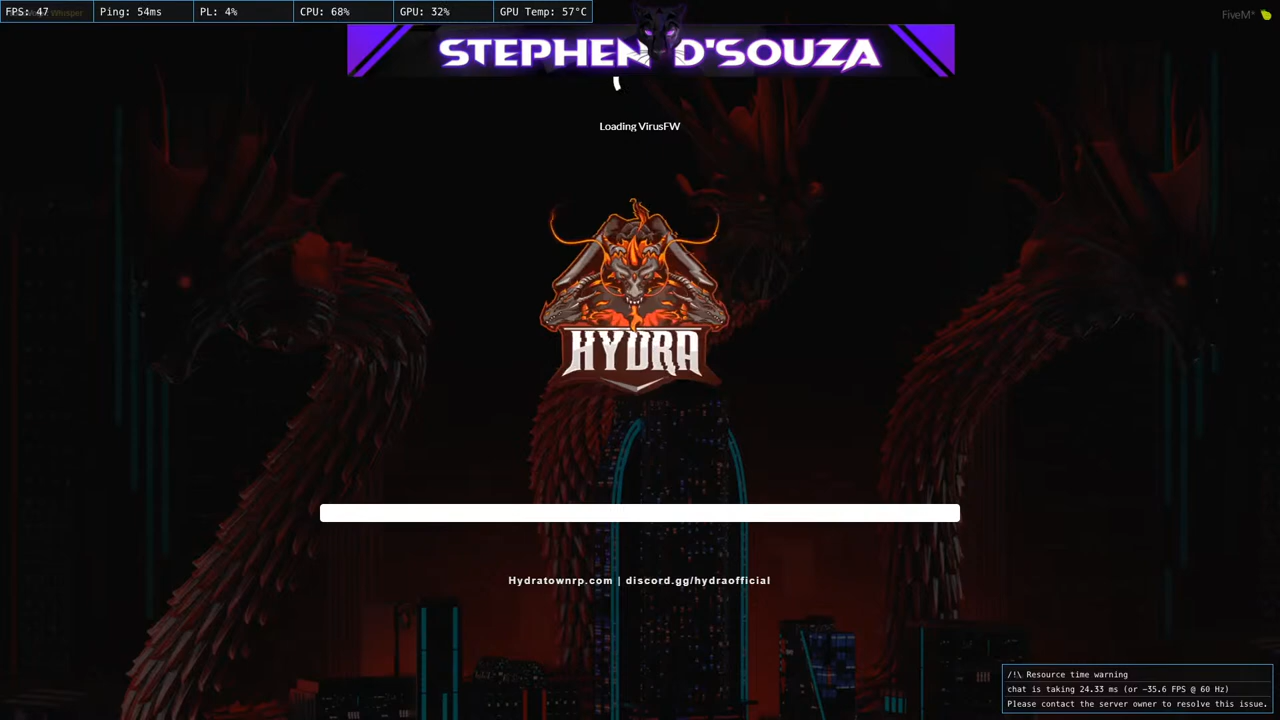 FPS: 47
Ping: 54ms
PL: 4%
CPU: 68%
GPU: 32%
GPU Temp: 57°C
FiveM*
STEPHEN D'SOUZA
Loading VirusFW
HYDRA
Hydratownrp.com | discord.gg/hydraofficial
/!\ Resource time warning
chat is taking 24.33 ms (or -35.6 FPS @ 60 Hz)
Please contact the server owner to resolve this issue.